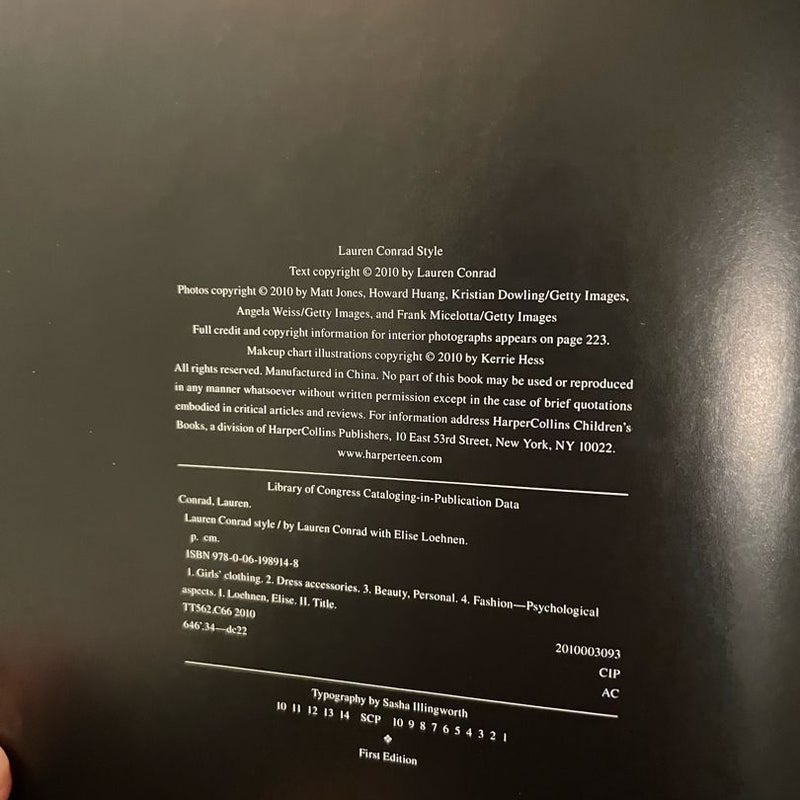 Lauren Conrad Style
Text copyright © 2010 by Lauren Conrad
Photos copyright © 2010 by Matt Jones, Howard Huang, Kristian Dowling/Getty Images,
Angela Weiss/Getty Images, and Frank Micelotta/Getty Images
Full credit and copyright information for interior photographs appears on page 223.
Makeup chart illustrations copyright © 2010 by Kerrie Hess
All rights reserved. Manufactured in China. No part of this book may be used or reproduced
in any manner whatsoever without written permission except in the case of brief quotations
embodied in critical articles and reviews. For information address HarperCollins Children's
Books, a division of HarperCollins Publishers, 10 East 53rd Street, New York, NY 10022.
www.harperteen.com
Library of Congress Cataloging-in-Publication Data
Conrad, Lauren.
Lauren Conrad style / by Lauren Conrad with Elise Loehnen.
p. cm.
ISBN 978-0-06-198914-8
1. Girls' clothing. 2. Dress accessories. 3. Beauty, Personal. 4. Fashion—Psychological
aspects. I. Loehnen, Elise. II. Title.
TT562.C66 2010
2010003093
646'.34—dc22
CIP
AC
Typography by Sasha Illingworth
10 11 12 13 14 SCP 10 9 8 7 6 5 4 3 2 1
❖
First Edition